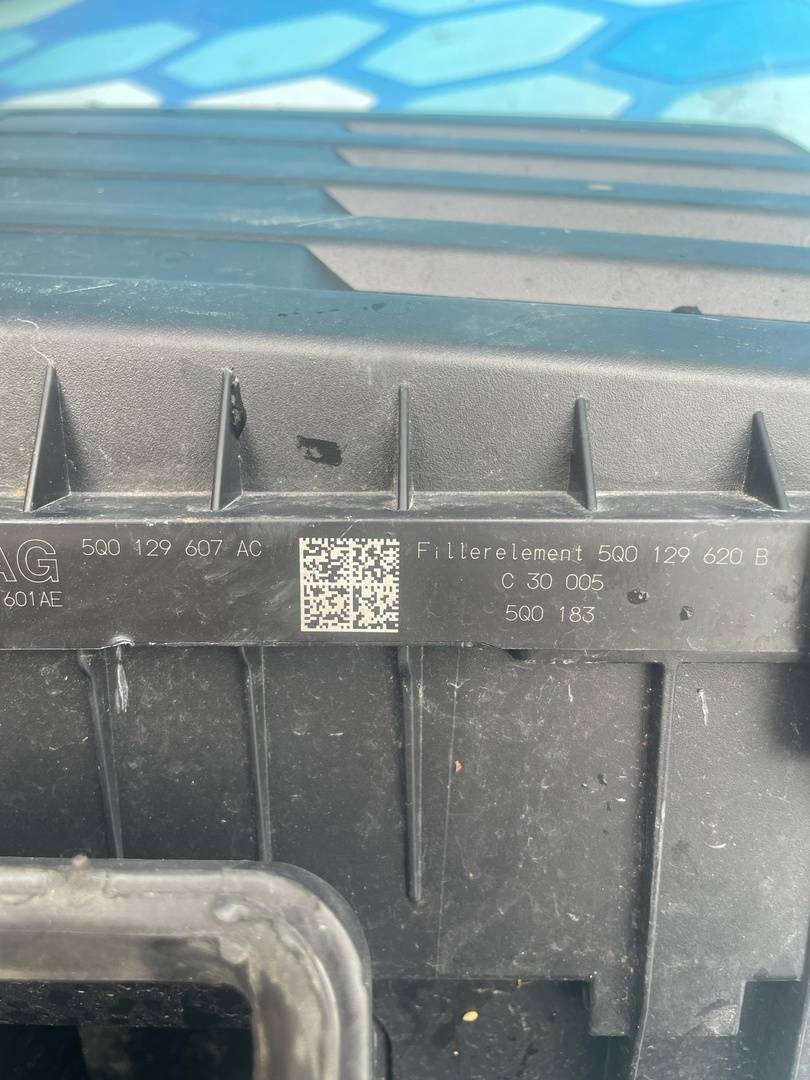 AG 5Q0 129 607 AC
601AE
Fillerelement 5Q0 129 620 B
C 30 005
5Q0 183